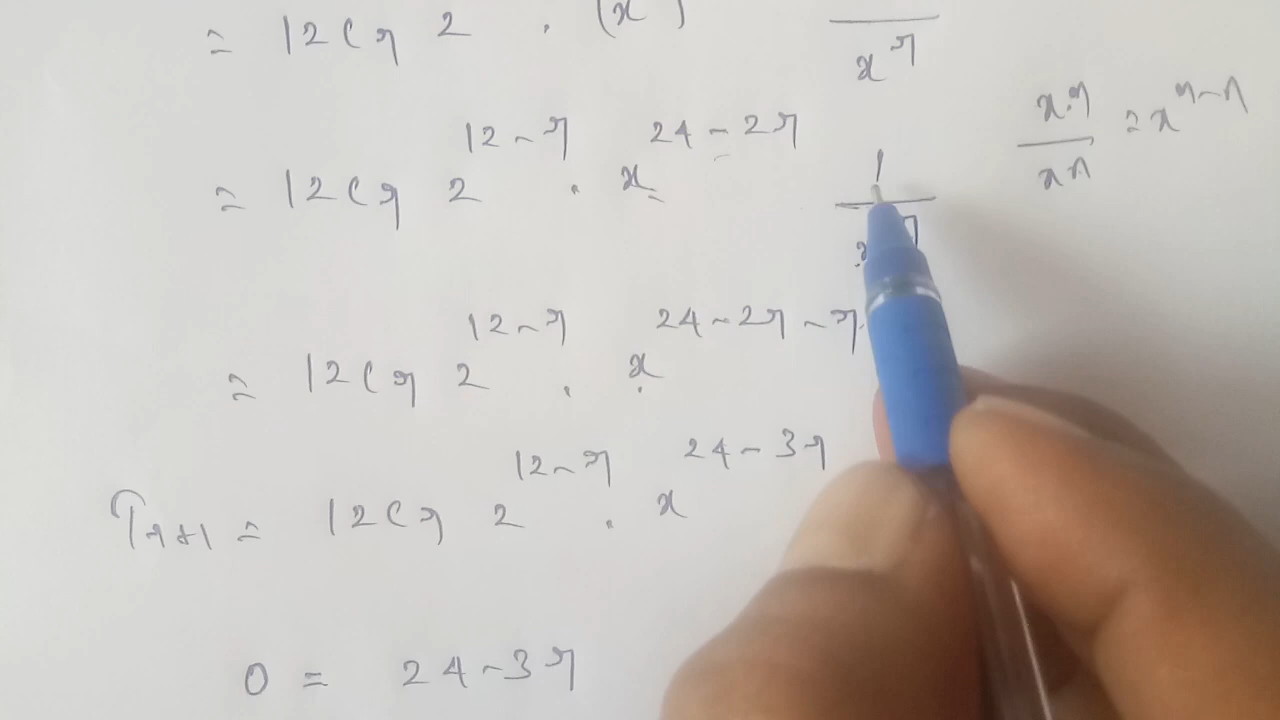 = 12Cr 2 . (x) / x^r
= 12Cr 2^12-r . x^24-2r 1/x^r
x^m/x^n = x^m-n
= 12Cr 2^12-r . x^24-2r-r
Tr+1 = 12Cr 2^12-r . x^24-3r
0 = 24-3r